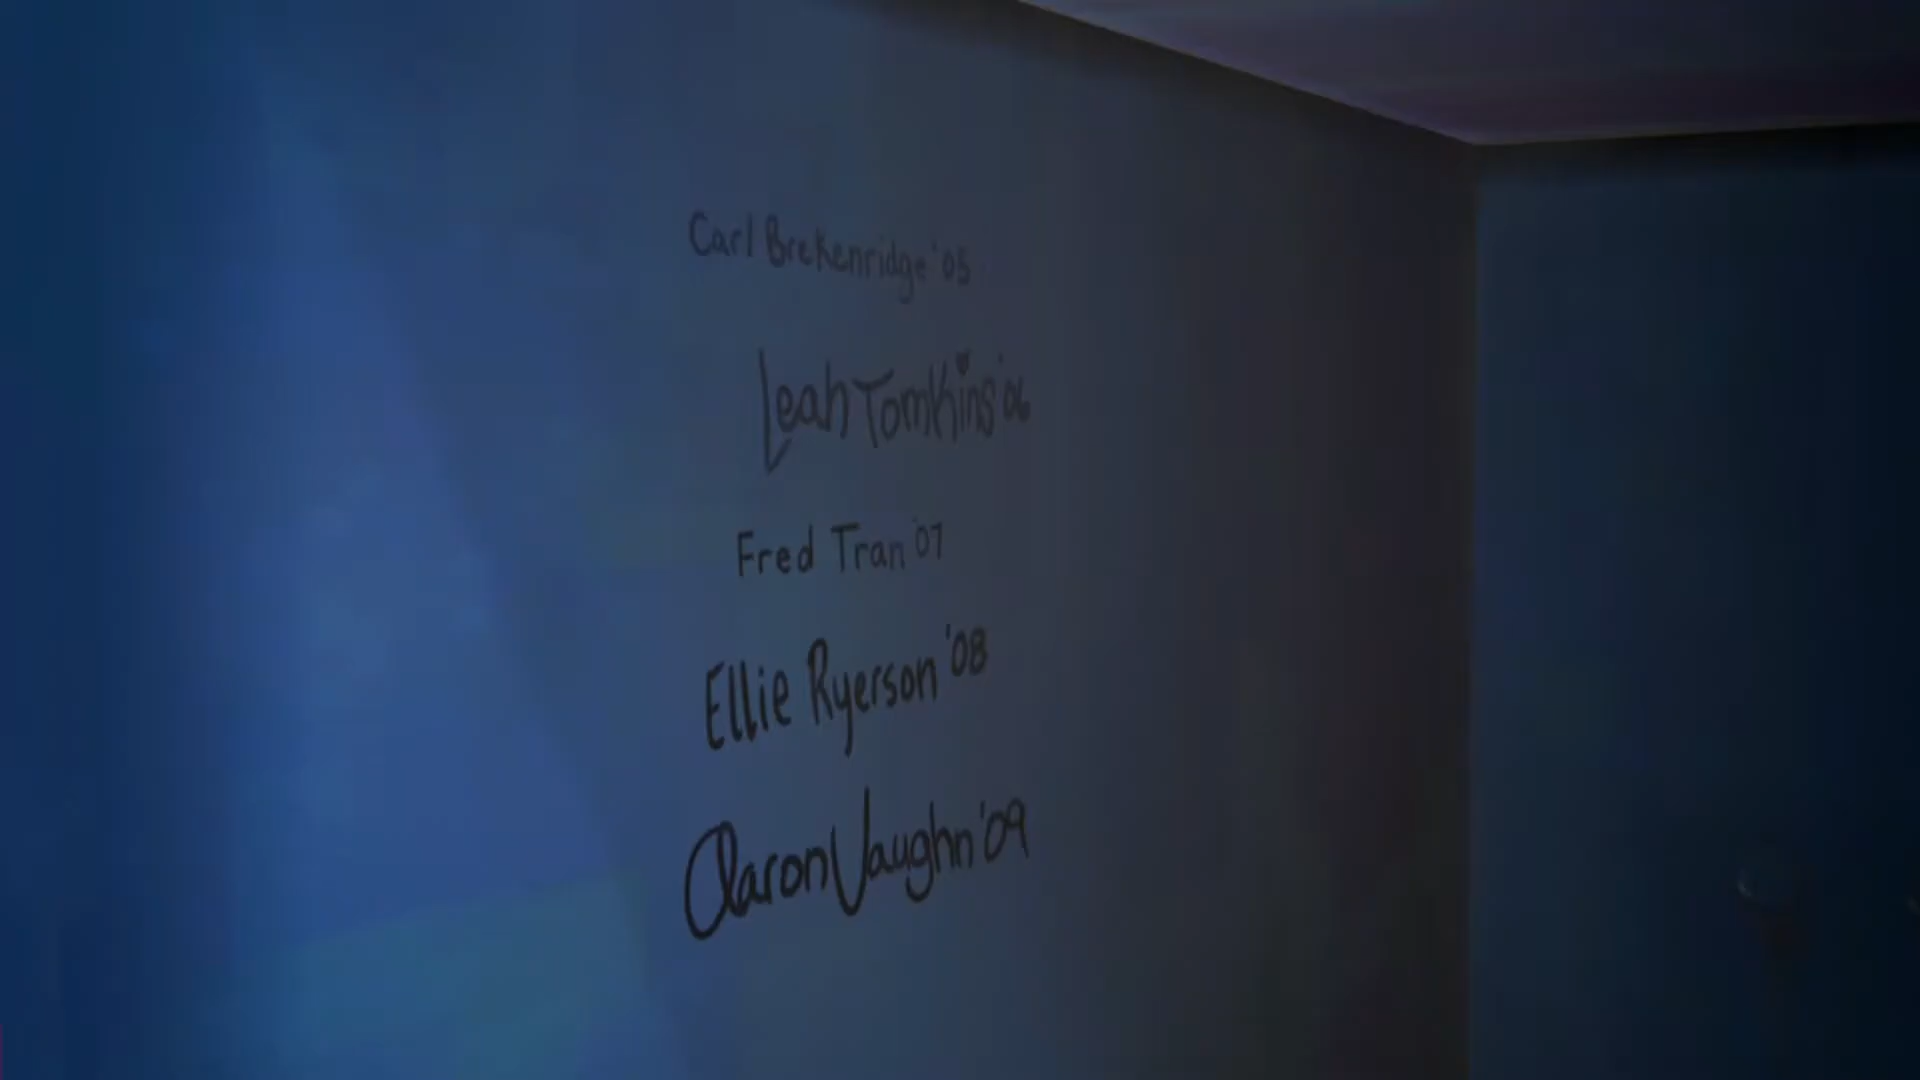 Carl Brekenridge '05
Leah Tomkins '06
Fred Tran '07
Ellie Ryerson '08
Aaron Vaughn '09